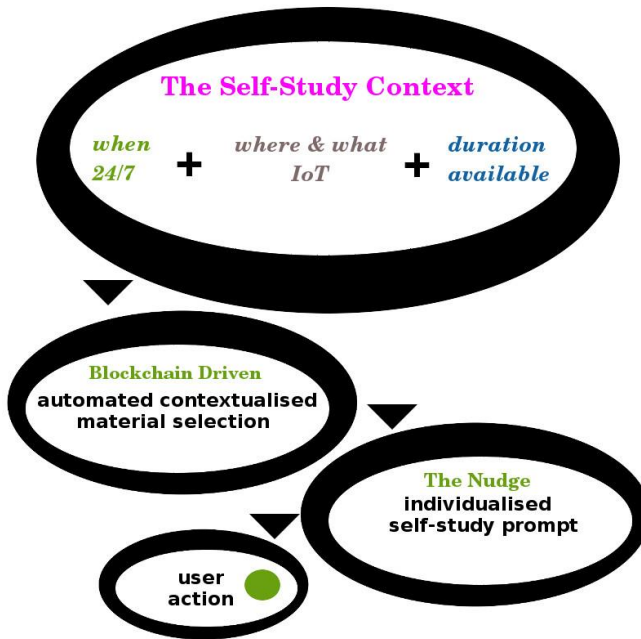 The Self-Study Context
when + where & what + duration
24/7 IoT available
Blockchain Driven
automated contextualised
material selection
The Nudge
individualised
self-study prompt
user
action